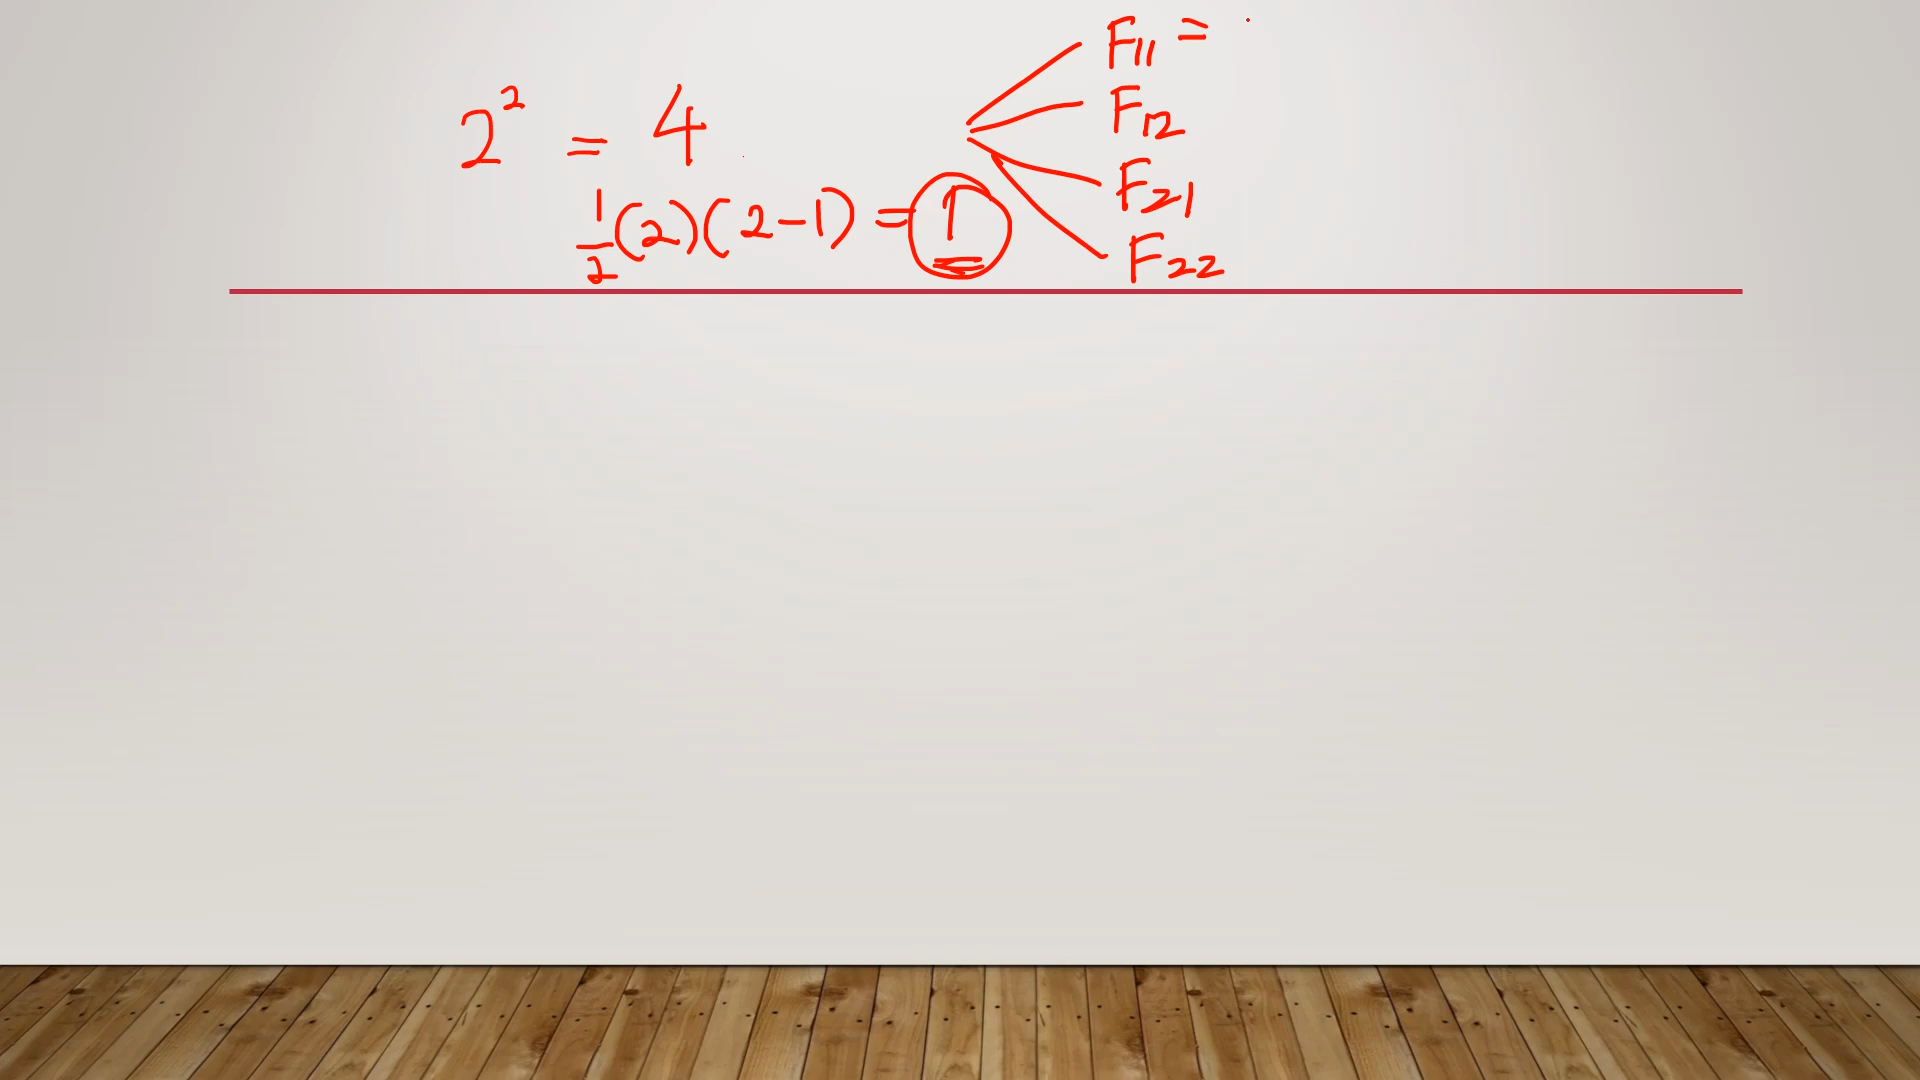 2² = 4
½(2)(2-1) = 1
F₁₁ =
F₁₂
F₂₁
F₂₂